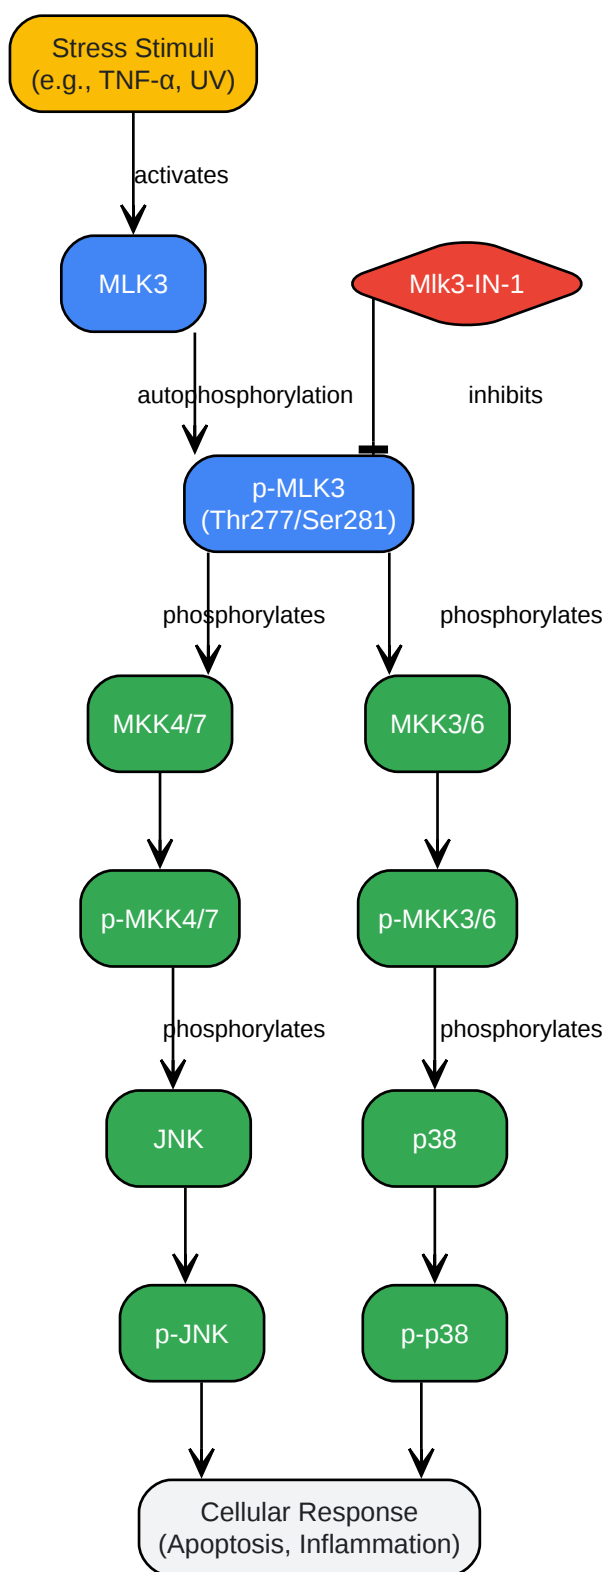 Stress Stimuli
(e.g., TNF-α, UV)
activates
MLK3
Mlk3-IN-1
autophosphorylation
inhibits
p-MLK3
(Thr277/Ser281)
phosphorylates
phosphorylates
MKK4/7
MKK3/6
p-MKK4/7
p-MKK3/6
phosphorylates
phosphorylates
JNK
p38
p-JNK
p-p38
Cellular Response
(Apoptosis, Inflammation)